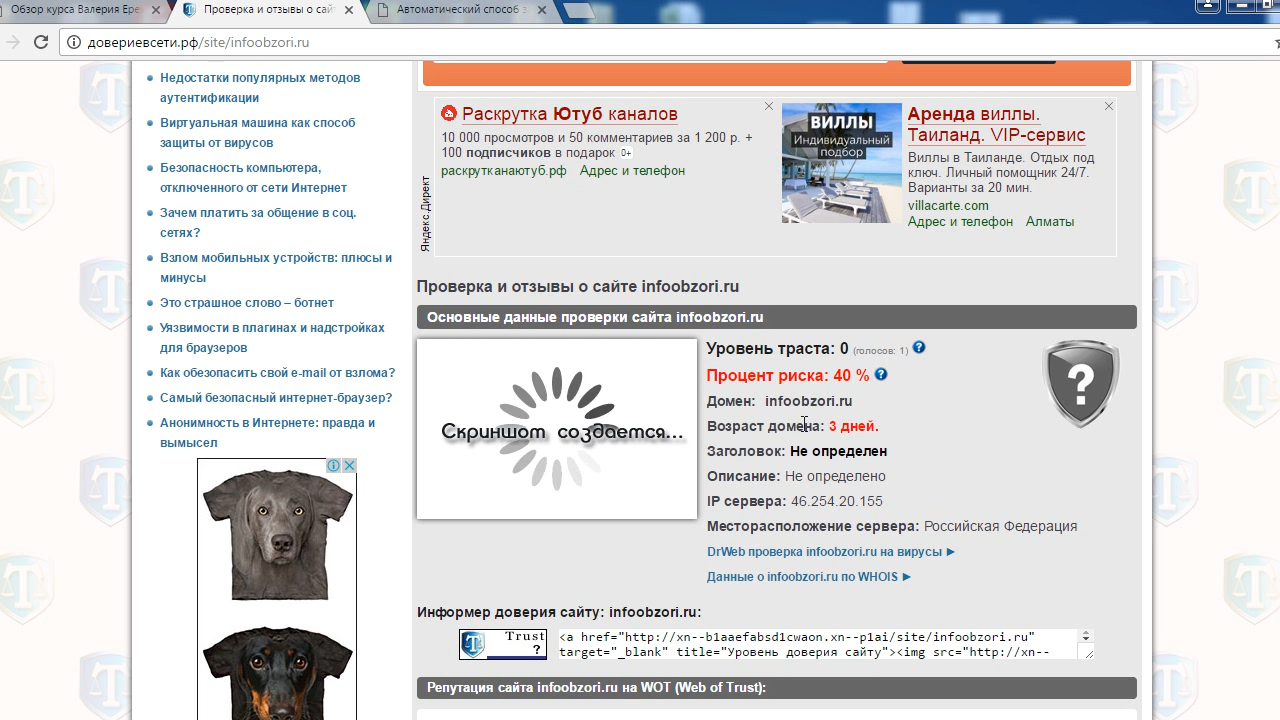 Обзор курса Валерия Ере
Проверка и отзывы о сай
Автоматический способ з
довериевсети.рф/site/infoobzori.ru
Недостатки популярных методов
аутентификации
Виртуальная машина как способ
защиты от вирусов
Безопасность компьютера,
отключенного от сети Интернет
Зачем платить за общение в соц.
сетях?
Взлом мобильных устройств: плюсы и
минусы
Это страшное слово – ботнет
Уязвимости в плагинах и надстройках
для браузеров
Как обезопасить свой e-mail от взлома?
Самый безопасный интернет-браузер?
Анонимность в Интернете: правда и
вымысел
Яндекс.Директ
Раскрутка Ютуб каналов
10 000 просмотров и 50 комментариев за 1 200 р. +
100 подписчиков в подарок 0+
раскрутканаютуб.рф Адрес и телефон
ВИЛЛЫ
Индивидуальный
подбор
Аренда виллы.
Таиланд. VIP-сервис
Виллы в Таиланде. Отдых под
ключ. Личный помощник 24/7.
Варианты за 20 мин.
villacarte.com
Адрес и телефон Алматы
Проверка и отзывы о сайте infoobzori.ru
Основные данные проверки сайта infoobzori.ru
Скриншот создается...
Уровень траста: 0 (голосов: 1) ?
Процент риска: 40 % ?
Домен: infoobzori.ru
Возраст домена: 3 дней.
Заголовок: Не определен
Описание: Не определено
IP сервера: 46.254.20.155
Месторасположение сервера: Российская Федерация
DrWeb проверка infoobzori.ru на вирусы ►
Данные о infoobzori.ru по WHOIS ►
?
Информер доверия сайту: infoobzori.ru:
Trust
?
<a href="http://xn--b1aaefabsd1cwaon.xn--p1ai/site/infoobzori.ru"
target="_blank" title="Уровень доверия сайту"><img src="http://xn--
Репутация сайта infoobzori.ru на WOT (Web of Trust):